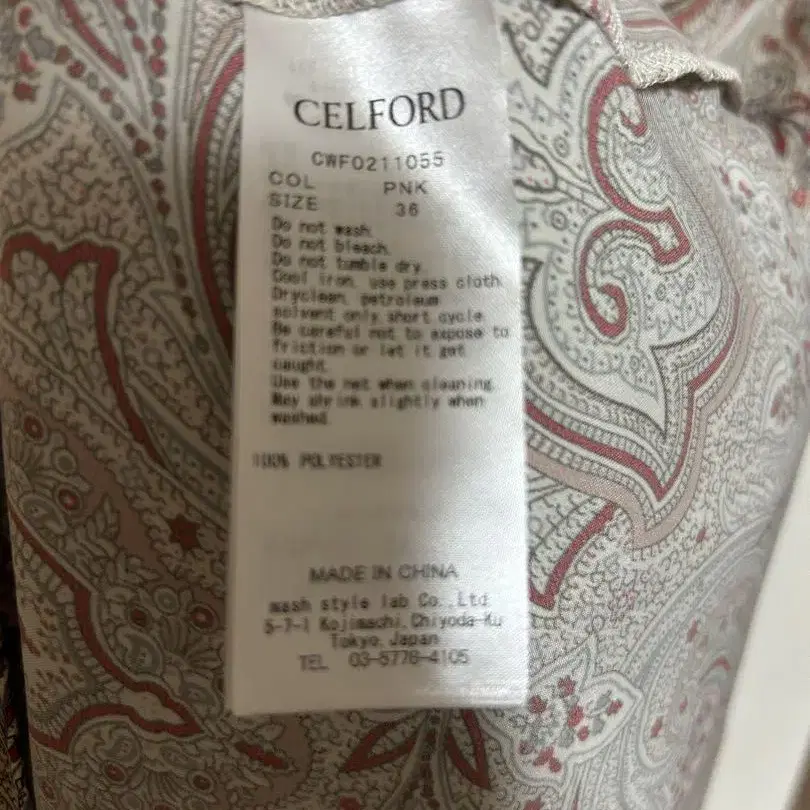 CELFORD
CWFO211055
COL PNK
SIZE 36
Do not wash.
Do not bleach.
Do not tumble dry.
Cool iron, use press cloth.
Dryclean, petroleum
solvent only short cycle.
Be careful not to expose to
friction or let it get
caught.
Use the net when cleaning.
May shrink slightly when
washed.
100% POLYESTER
MADE IN CHINA
mash style lab Co.,Ltd.
5-7-1 Kojimachi, Chiyoda-Ku
Tokyo, Japan
TEL 03-5778-4105